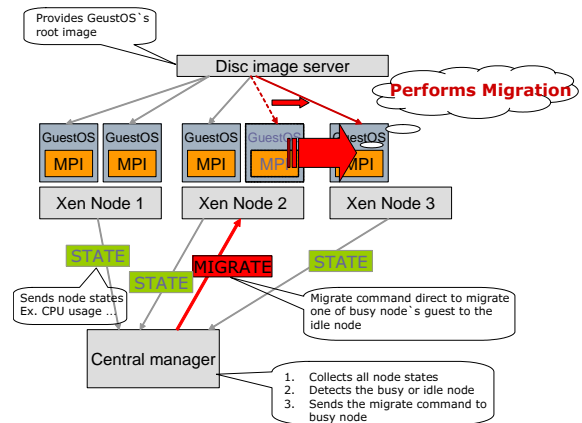 Provides GeustOS`s
root image
Disc image server
Performs Migration
GuestOS
MPI
GuestOS
MPI
GuestOS
MPI
GuestOS
MPI
GuestOS
MPI
Xen Node 1
Xen Node 2
Xen Node 3
STATE
STATE
MIGRATE
STATE
Sends node states
Ex. CPU usage ...
Migrate command direct to migrate
one of busy node`s guest to the
idle node
Central manager
1. Collects all node states
2. Detects the busy or idle node
3. Sends the migrate command to
busy node